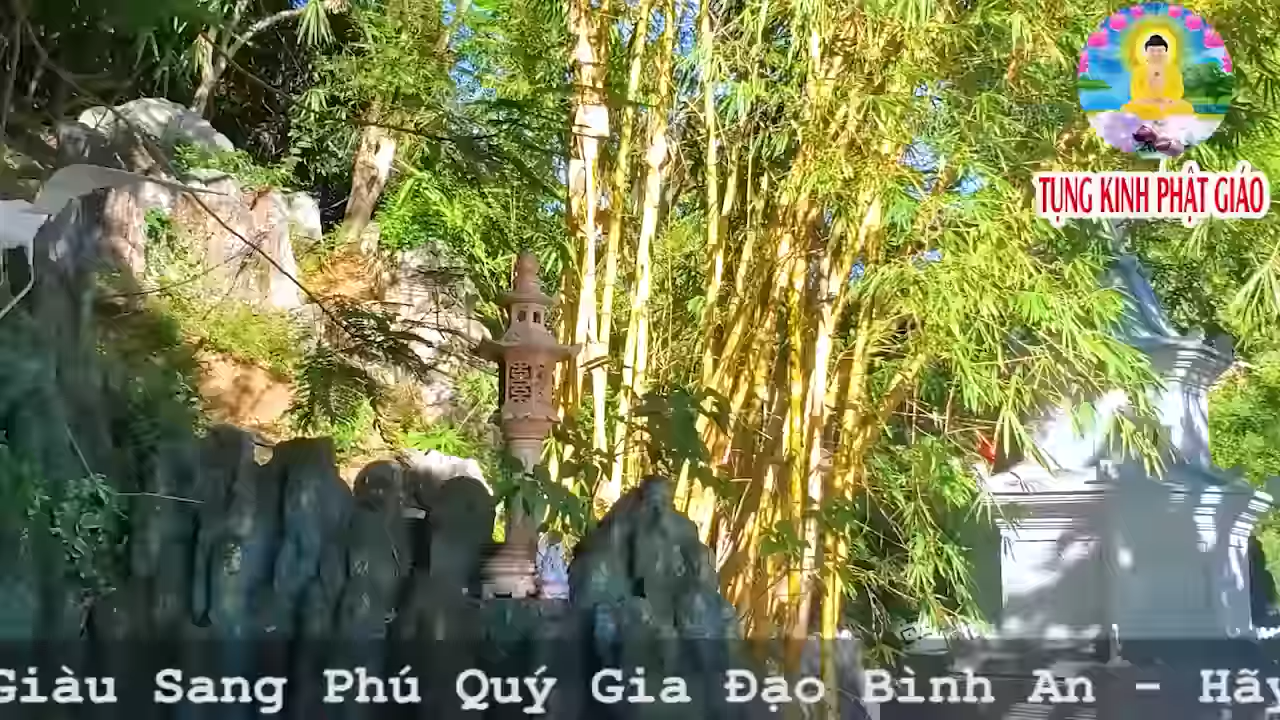 TỤNG KINH PHẬT GIÁO
Giàu Sang Phú Quý Gia Đạo Bình An - Hãy